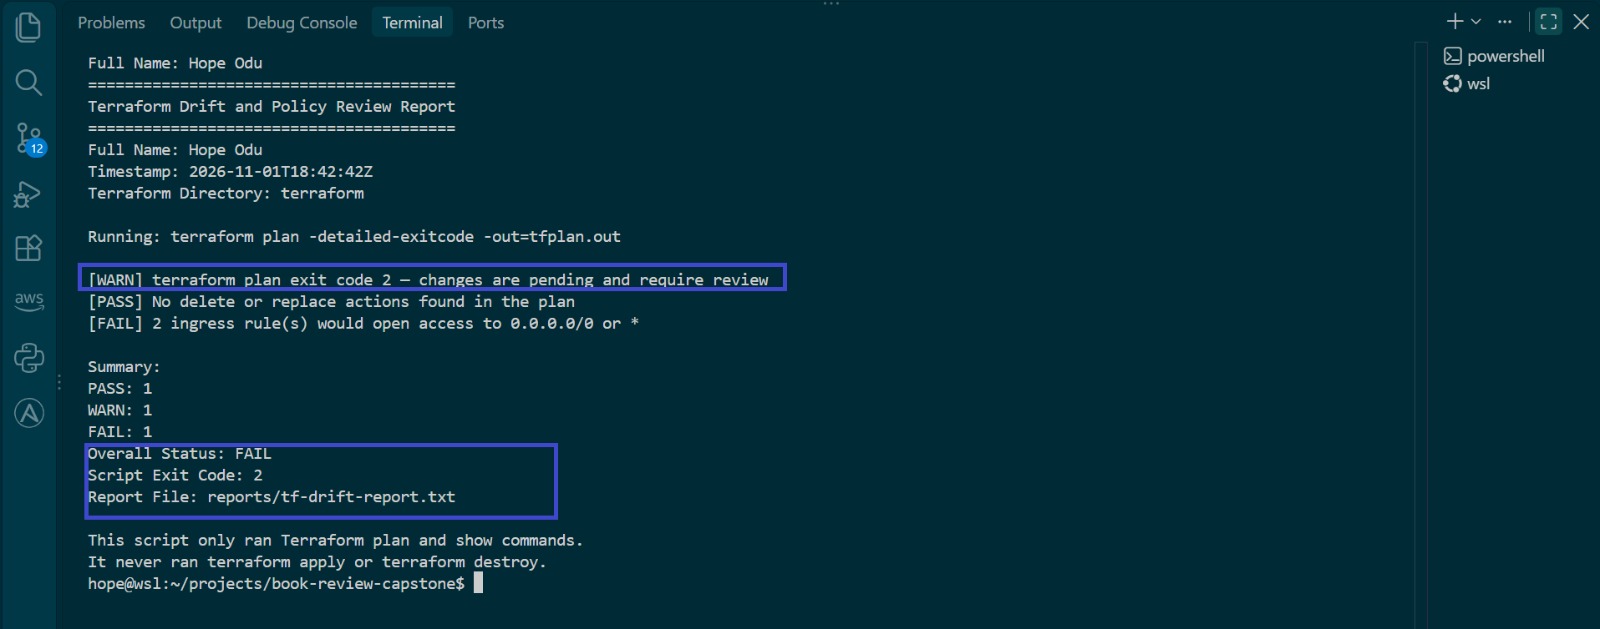 Problems Output Debug Console Terminal Ports
powershell
wsl
12
aws
Full Name: Hope Odu
========================================
Terraform Drift and Policy Review Report
========================================
Full Name: Hope Odu
Timestamp: 2026-11-01T18:42:42Z
Terraform Directory: terraform
Running: terraform plan -detailed-exitcode -out=tfplan.out
[WARN] terraform plan exit code 2 — changes are pending and require review
[PASS] No delete or replace actions found in the plan
[FAIL] 2 ingress rule(s) would open access to 0.0.0.0/0 or *
Summary:
PASS: 1
WARN: 1
FAIL: 1
Overall Status: FAIL
Script Exit Code: 2
Report File: reports/tf-drift-report.txt
This script only ran Terraform plan and show commands.
It never ran terraform apply or terraform destroy.
hope@wsl:~/projects/book-review-capstone$